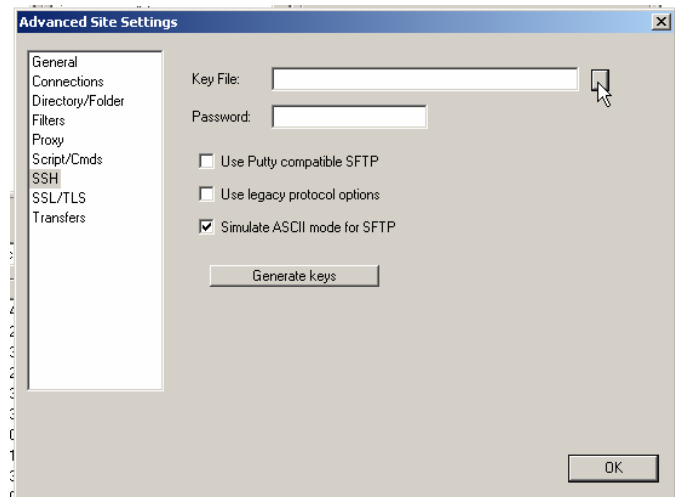 Advanced Site Settings
General
Connections
Directory/Folder
Filters
Proxy
Script/Cmds
SSH
SSL/TLS
Transfers
Key File:
Password:
Use Putty compatible SFTP
Use legacy protocol options
Simulate ASCII mode for SFTP
Generate keys
OK